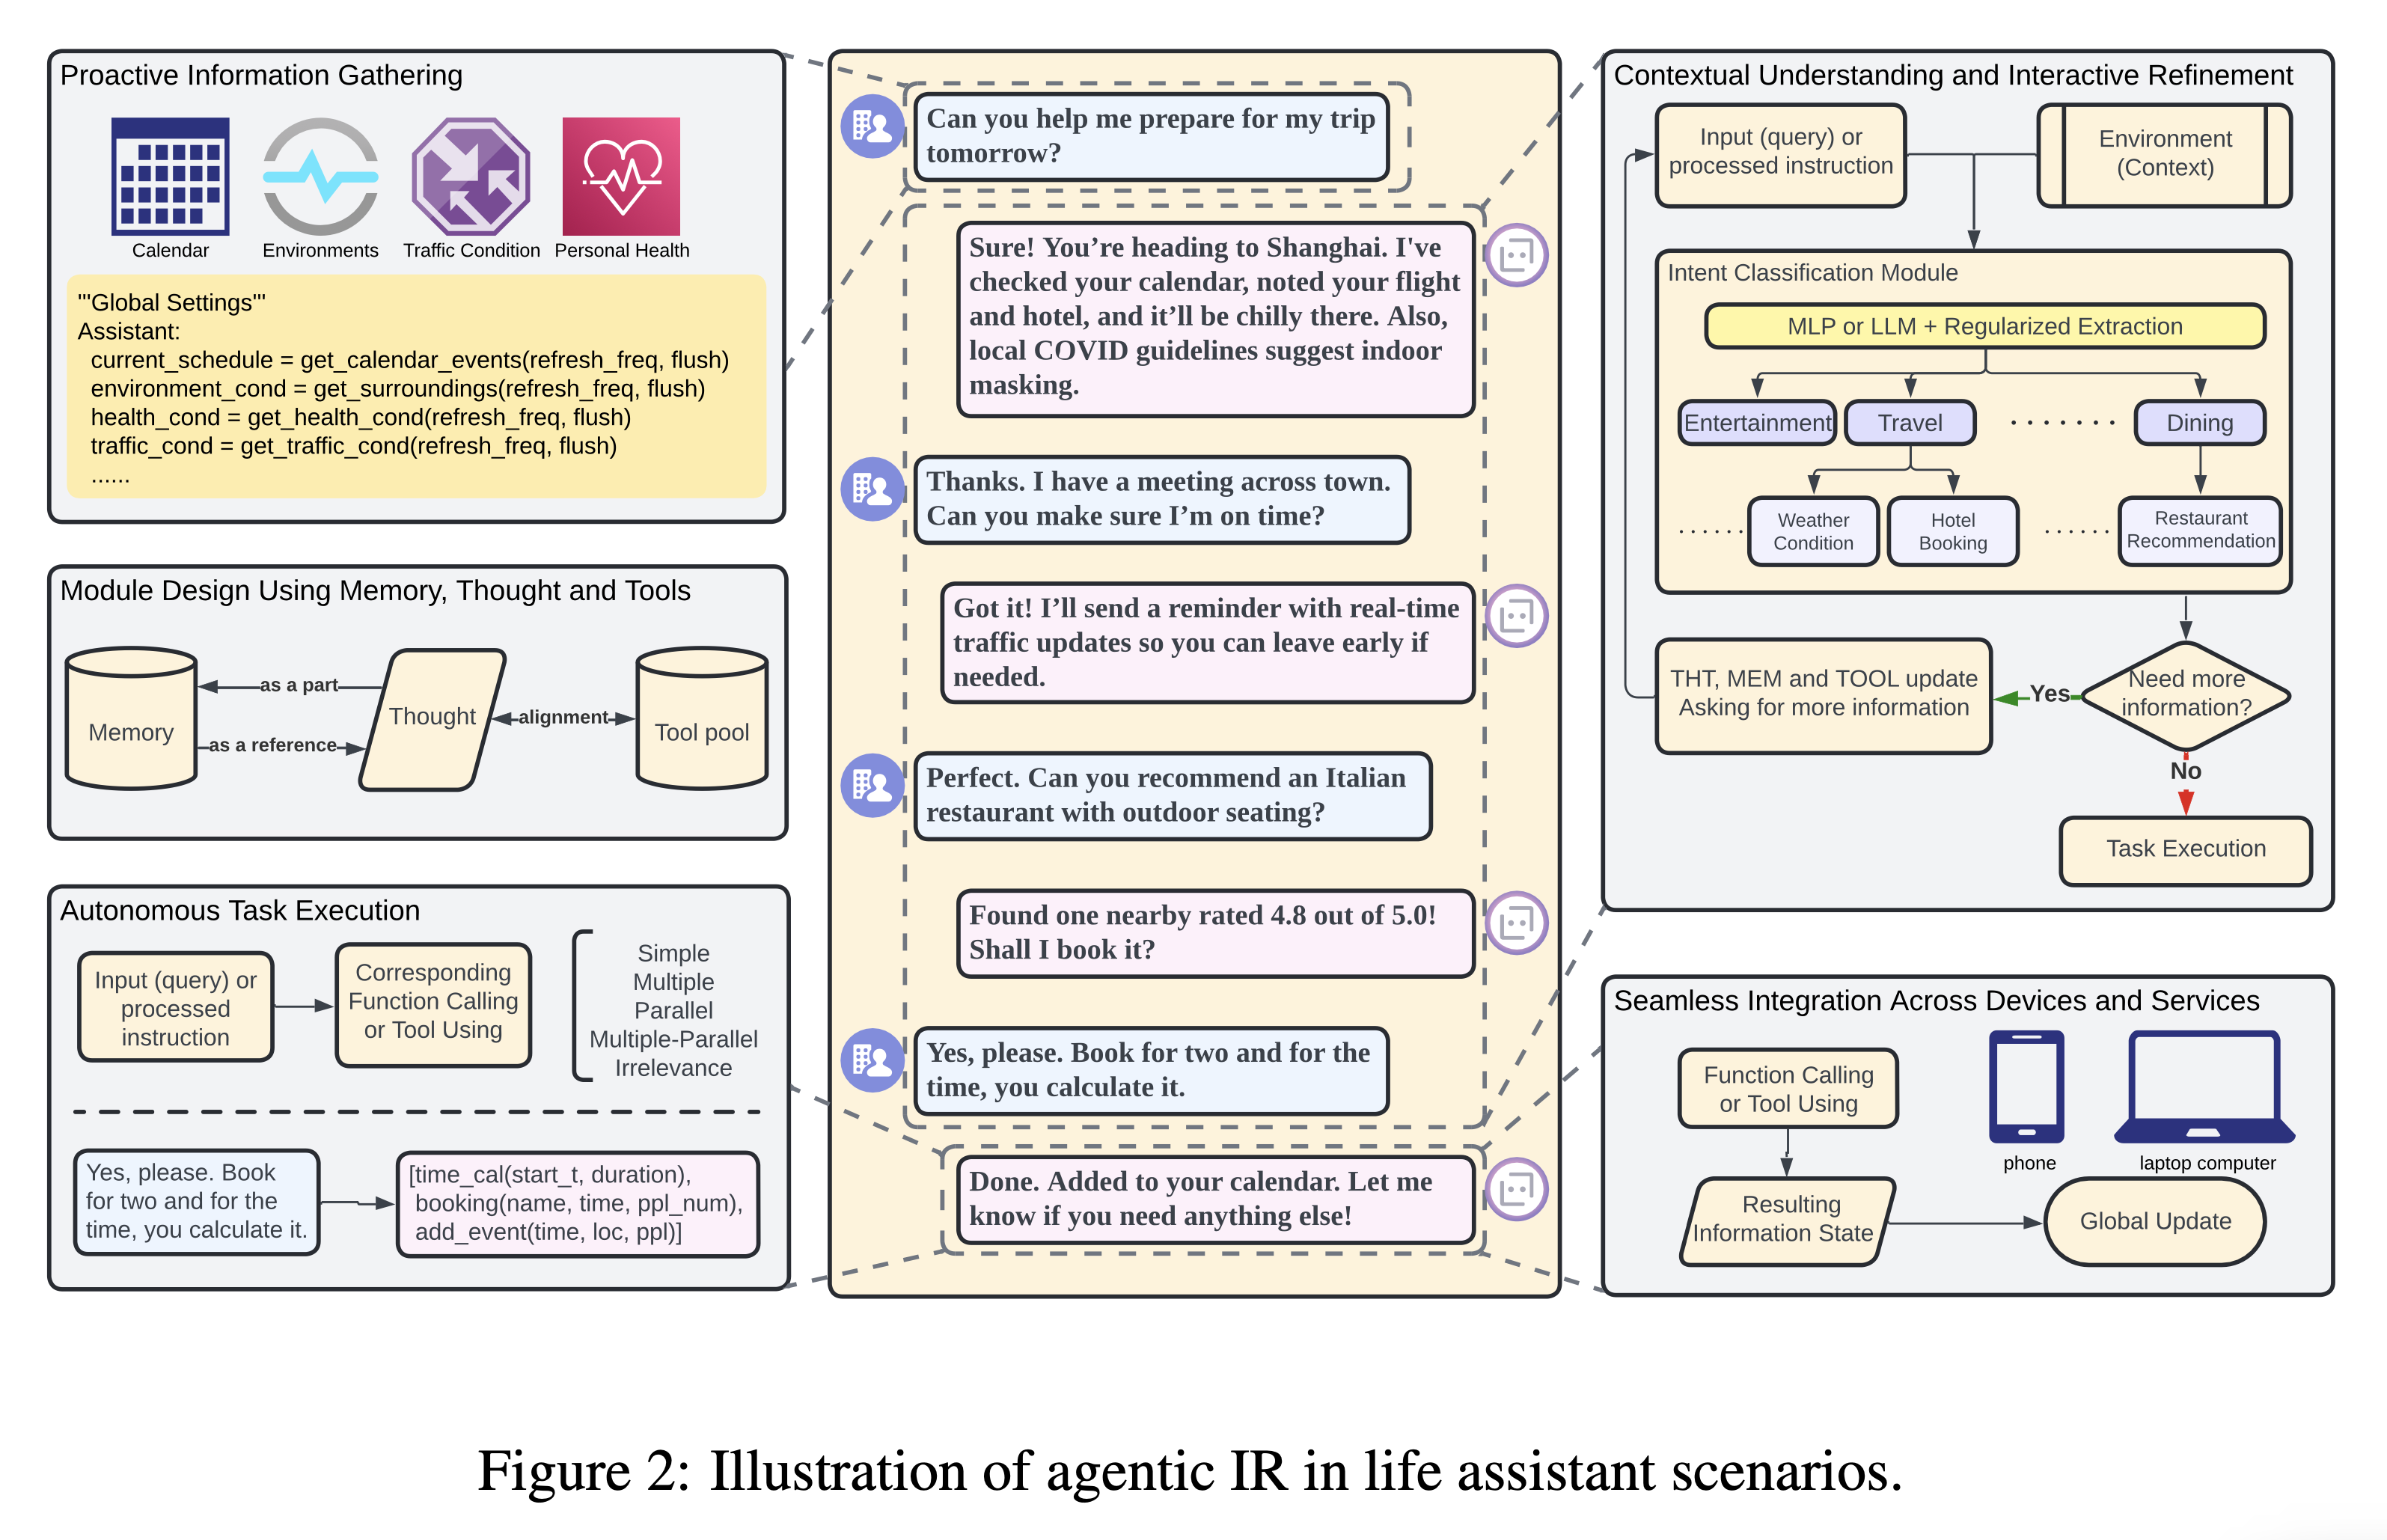 Proactive Information Gathering
Calendar
Environments
Traffic Condition
Personal Health
'"Global Settings'"
Assistant:
current_schedule = get_calendar_events(refresh_freq, flush)
environment_cond = get_surroundings(refresh_freq, flush)
health_cond = get_health_cond(refresh_freq, flush)
traffic_cond = get_traffic_cond(refresh_freq, flush)
......
Module Design Using Memory, Thought and Tools
Memory
as a part
as a reference
Thought
alignment
Tool pool
Autonomous Task Execution
Input (query) or
processed
instruction
Corresponding
Function Calling
or Tool Using
Simple
Multiple
Parallel
Multiple-Parallel
Irrelevance
Yes, please. Book
for two and for the
time, you calculate it.
[time_cal(start_t, duration),
booking(name, time, ppl_num),
add_event(time, loc, ppl)]
Can you help me prepare for my trip
tomorrow?
Sure! You’re heading to Shanghai. I've
checked your calendar, noted your flight
and hotel, and it’ll be chilly there. Also,
local COVID guidelines suggest indoor
masking.
Thanks. I have a meeting across town.
Can you make sure I’m on time?
Got it! I’ll send a reminder with real-time
traffic updates so you can leave early if
needed.
Perfect. Can you recommend an Italian
restaurant with outdoor seating?
Found one nearby rated 4.8 out of 5.0!
Shall I book it?
Yes, please. Book for two and for the
time, you calculate it.
Done. Added to your calendar. Let me
know if you need anything else!
Contextual Understanding and Interactive Refinement
Input (query) or
processed instruction
Environment
(Context)
Intent Classification Module
MLP or LLM + Regularized Extraction
Entertainment
Travel
.......
Dining
......
Weather
Condition
Hotel
Booking
......
Restaurant
Recommendation
THT, MEM and TOOL update
Asking for more information
Yes
Need more
information?
No
Task Execution
Seamless Integration Across Devices and Services
Function Calling
or Tool Using
phone
laptop computer
Resulting
Information State
Global Update
Figure 2: Illustration of agentic IR in life assistant scenarios.